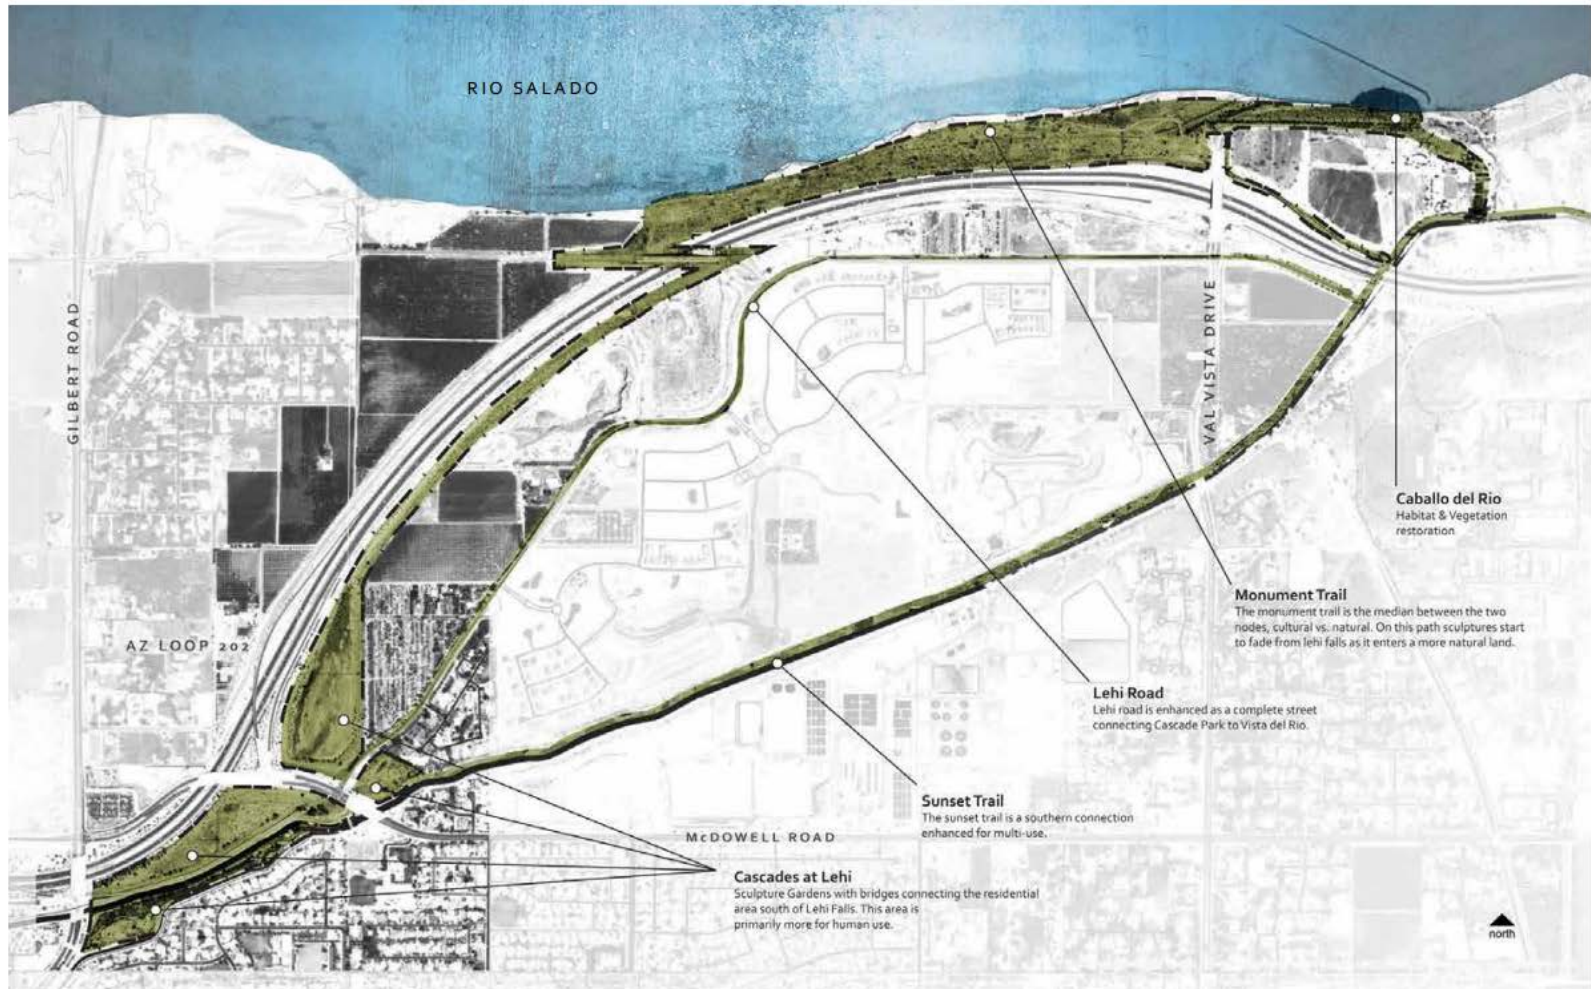 RIO SALADO
GILBERT ROAD
VAL VISTA DRIVE
Caballo del Rio
Habitat & Vegetation
restoration
Monument Trail
The monument trail is the median between the two
nodes, cultural vs. natural. On this path sculptures start
to fade from lehi falls as it enters a more natural land.
AZ LOOP 202
Lehi Road
Lehi road is enhanced as a complete street
connecting Cascade Park to Vista del Rio.
Sunset Trail
The sunset trail is a southern connection
enhanced for multi-use.
McDOWELL ROAD
Cascades at Lehi
Sculpture Gardens with bridges connecting the residential
area south of Lehi Falls. This area is
primarily more for human use.
north